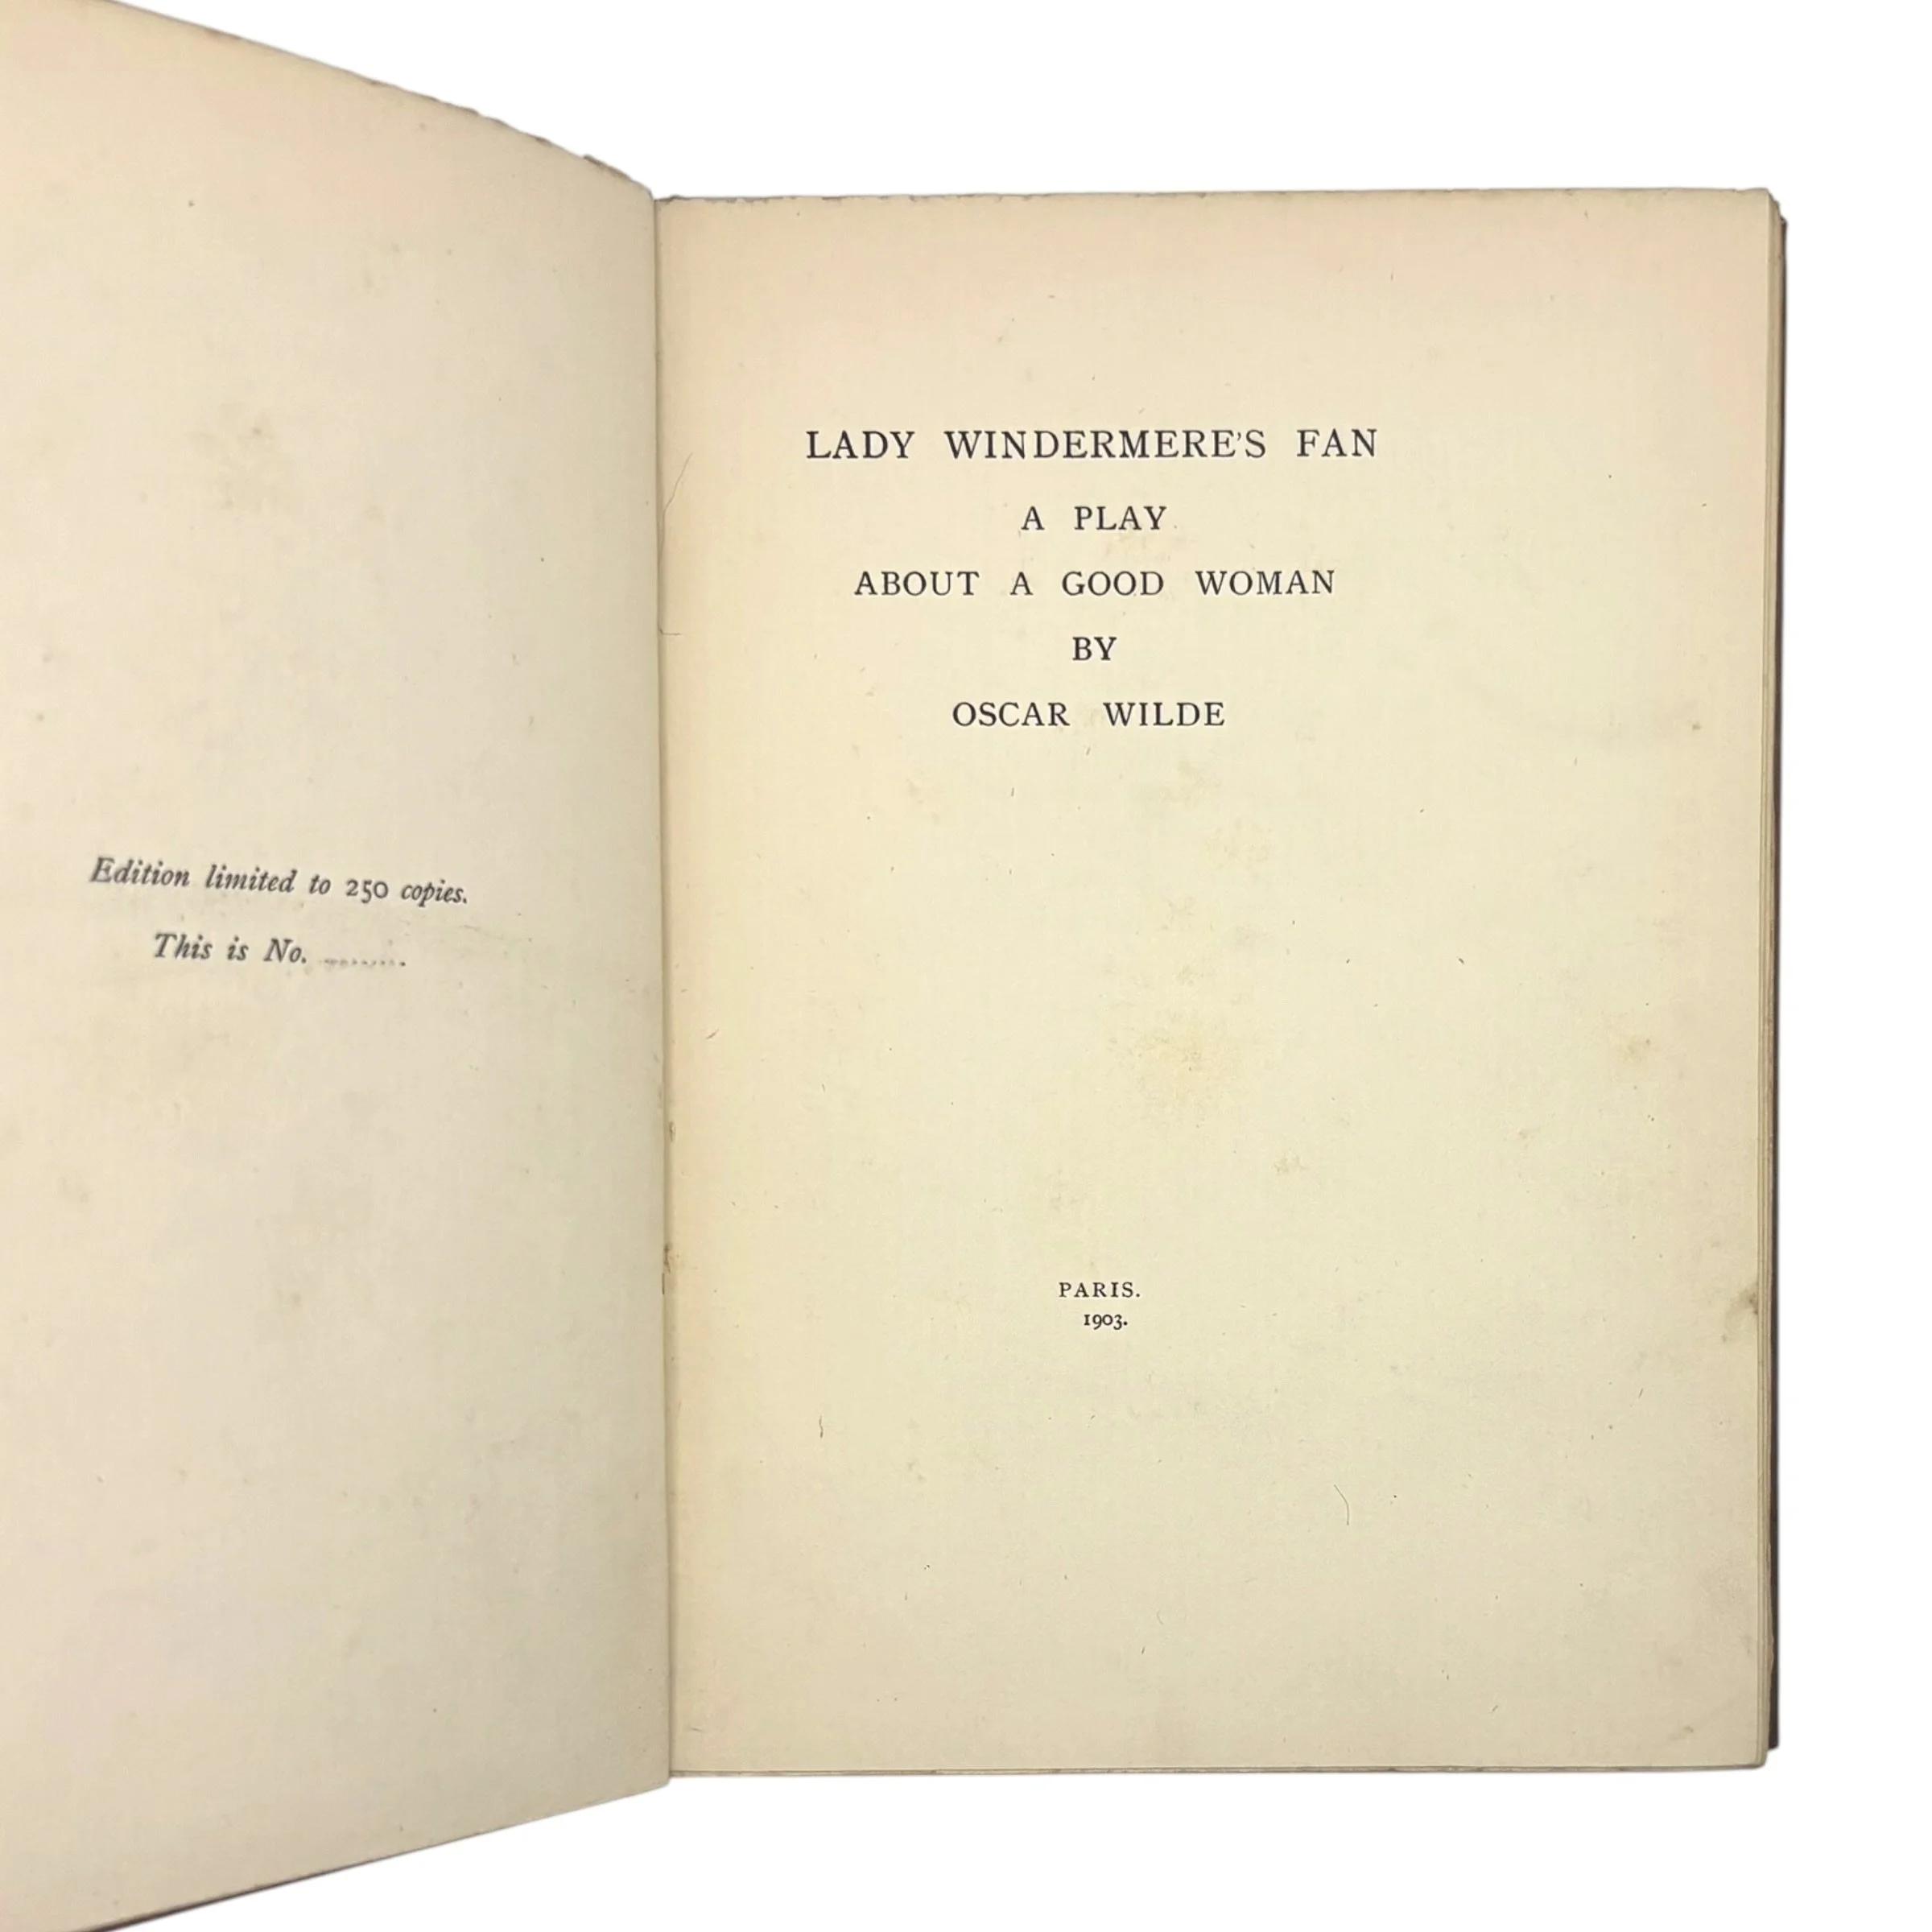 Edition limited to 250 copies.
This is No. .........
LADY WINDERMERE'S FAN
A PLAY
ABOUT A GOOD WOMAN
BY
OSCAR WILDE
PARIS.
1903.